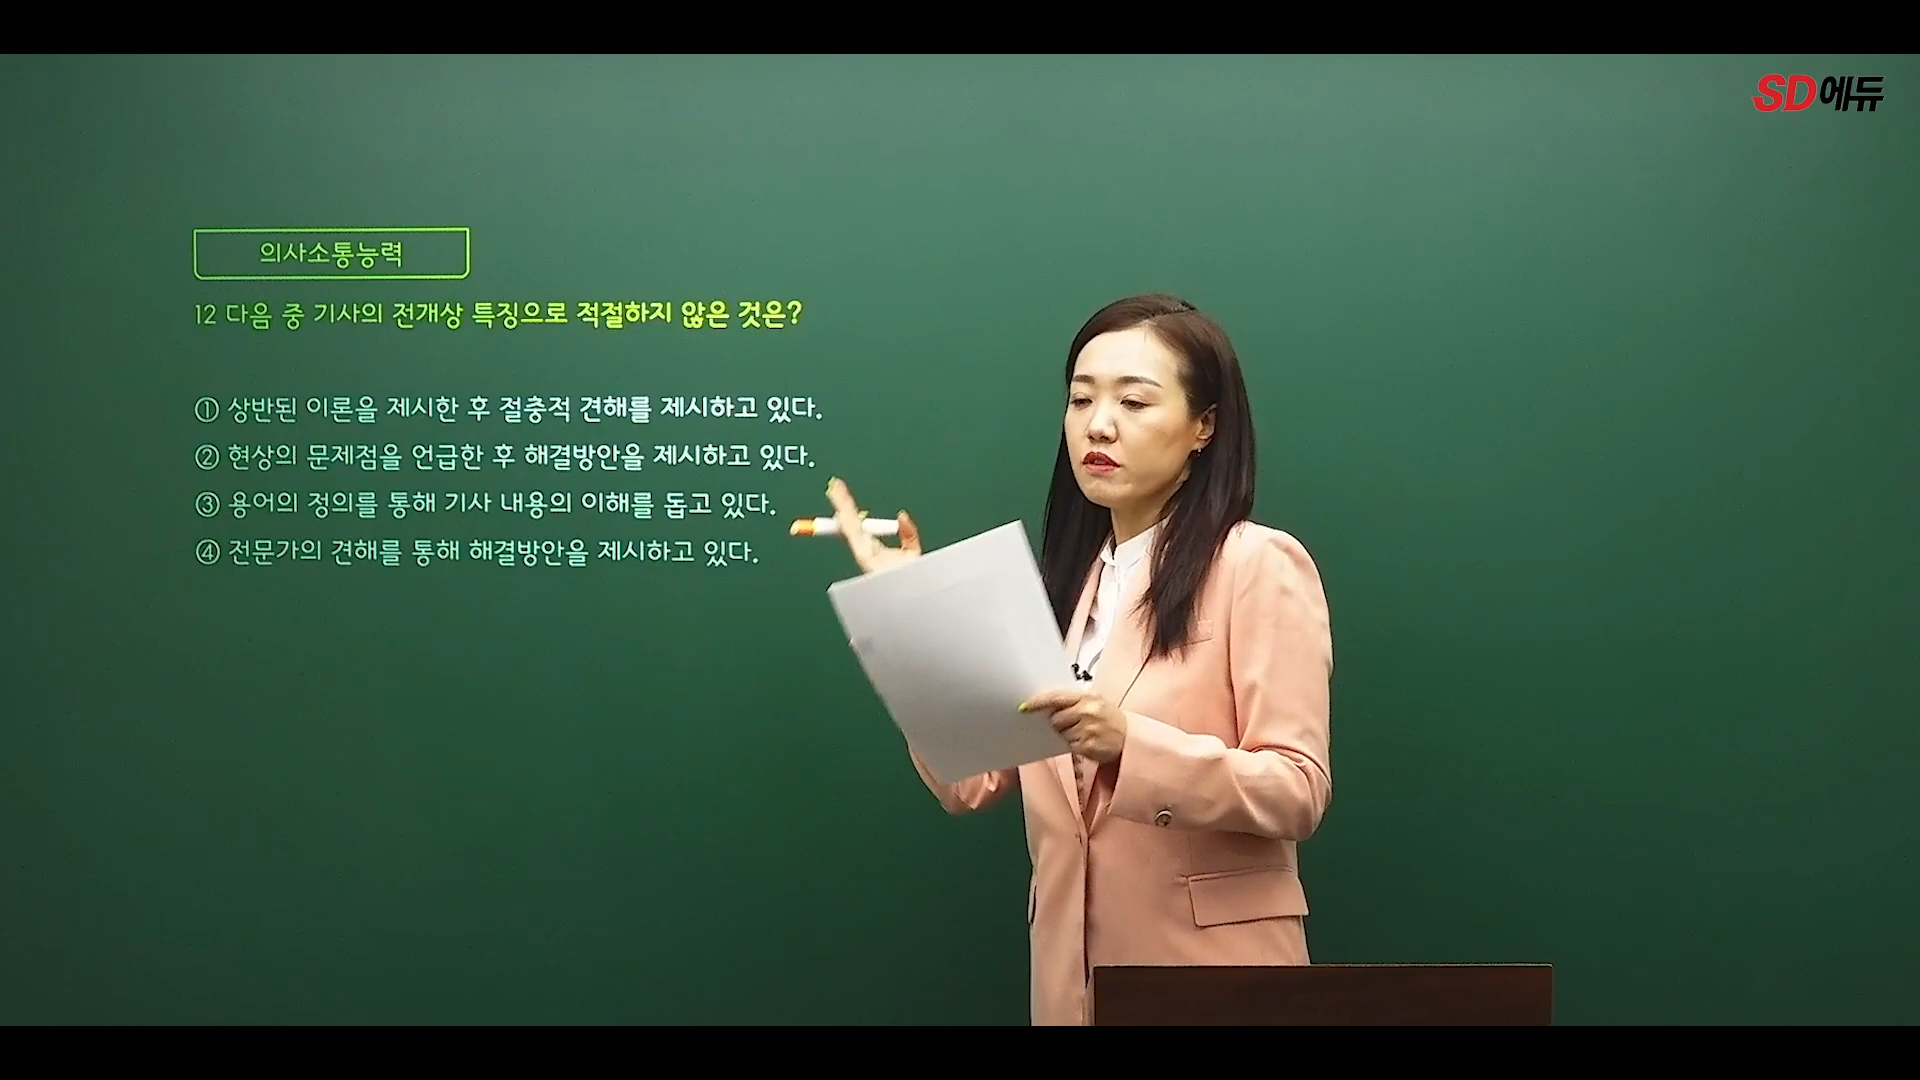 SD에듀
의사소통능력
12 다음 중 기사의 전개상 특징으로 적절하지 않은 것은?
① 상반된 이론을 제시한 후 절충적 견해를 제시하고 있다.
② 현상의 문제점을 언급한 후 해결방안을 제시하고 있다.
③ 용어의 정의를 통해 기사 내용의 이해를 돕고 있다.
④ 전문가의 견해를 통해 해결방안을 제시하고 있다.